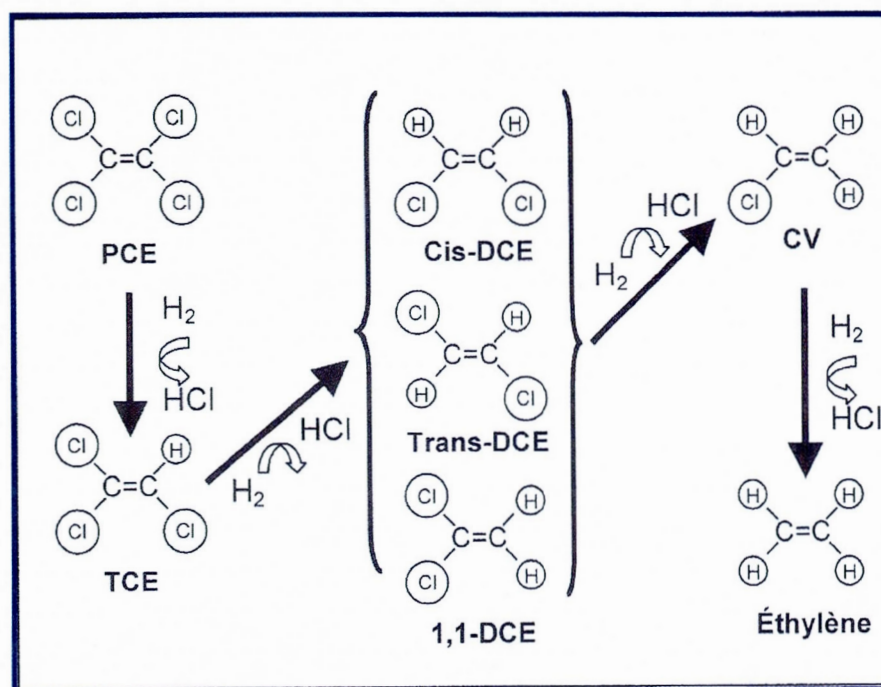 Cl Cl
C=C
Cl Cl
PCE
H₂
HCl
Cl H
C=C
Cl Cl
TCE
H₂ HCl
H H
C=C
Cl Cl
Cis-DCE
Cl H
C=C
H Cl
Trans-DCE
Cl H
C=C
Cl H
1,1-DCE
H₂ HCl
H H
C=C
Cl H
CV
H₂
HCl
H H
C=C
H H
Éthylène